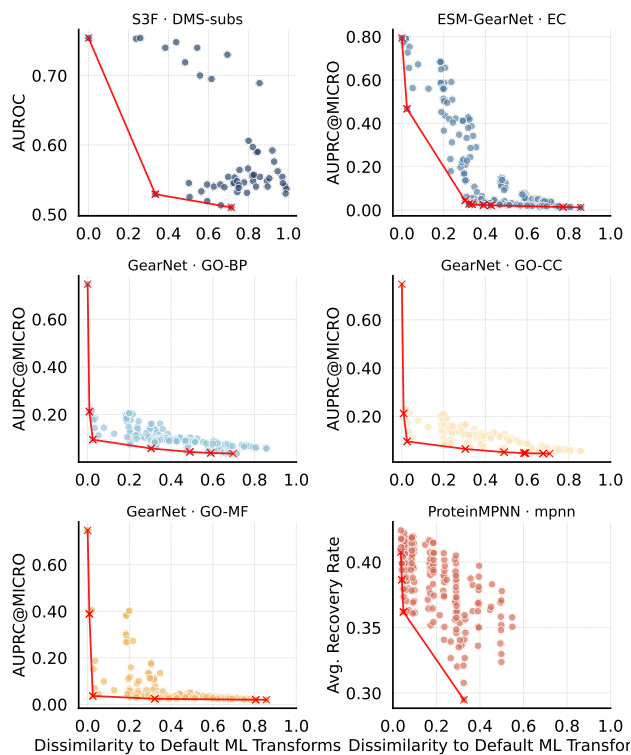 S3F · DMS-subs
AUROC
0.70
0.60
0.50
0.0 0.2 0.4 0.6 0.8 1.0
ESM-GearNet · EC
AUPRC@MICRO
0.80
0.60
0.40
0.20
0.00
0.0 0.2 0.4 0.6 0.8 1.0
GearNet · GO-BP
AUPRC@MICRO
0.60
0.40
0.20
0.0 0.2 0.4 0.6 0.8 1.0
GearNet · GO-CC
AUPRC@MICRO
0.60
0.40
0.20
0.0 0.2 0.4 0.6 0.8 1.0
GearNet · GO-MF
AUPRC@MICRO
0.60
0.40
0.20
0.00
0.0 0.2 0.4 0.6 0.8 1.0
Dissimilarity to Default ML Transforms
ProteinMPNN · mpnn
Avg. Recovery Rate
0.40
0.35
0.30
0.0 0.2 0.4 0.6 0.8 1.0
Dissimilarity to Default ML Transfor